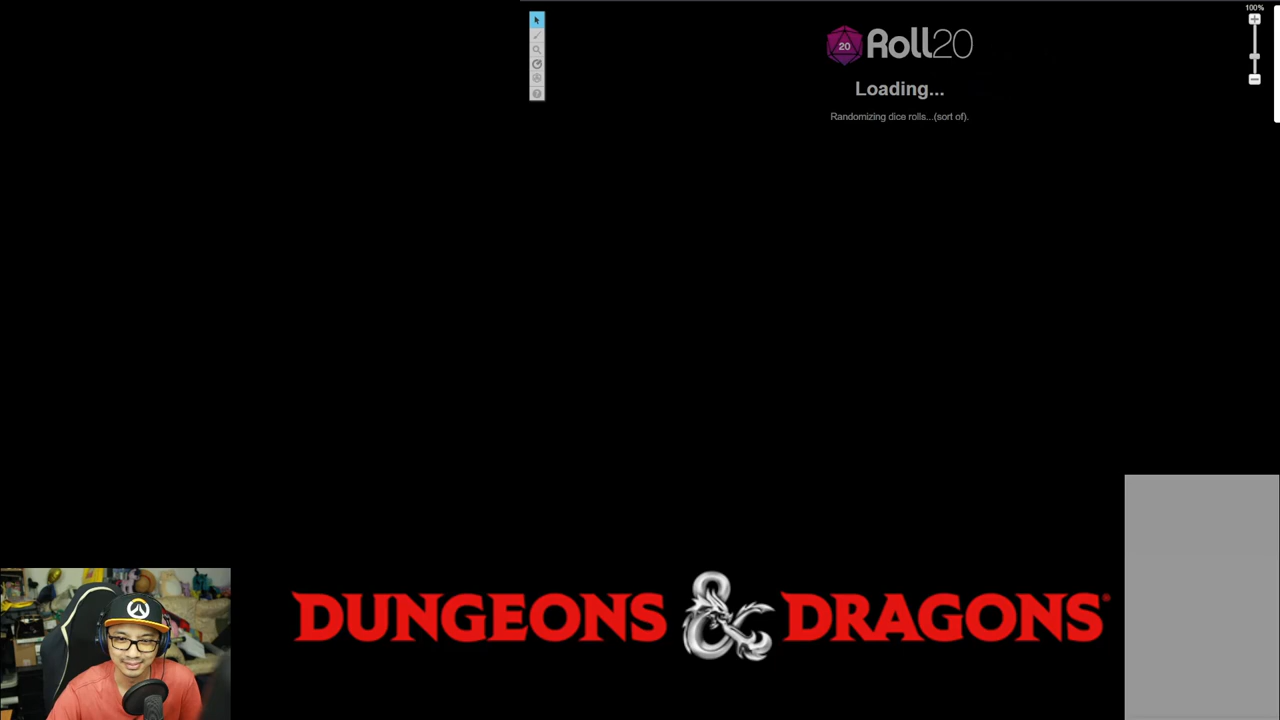 100%
20 Roll20
Loading...
Randomizing dice rolls...(sort of).
DUNGEONS & DRAGONS®